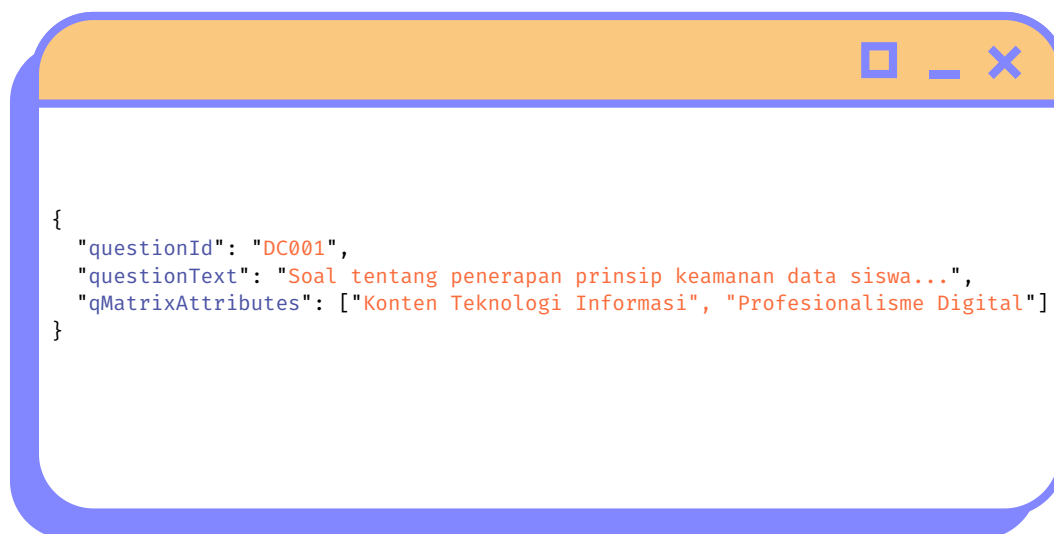 {
"questionId": "DC001",
"questionText": "Soal tentang penerapan prinsip keamanan data siswa...",
"qMatrixAttributes": ["Konten Teknologi Informasi", "Profesionalisme Digital"]
}